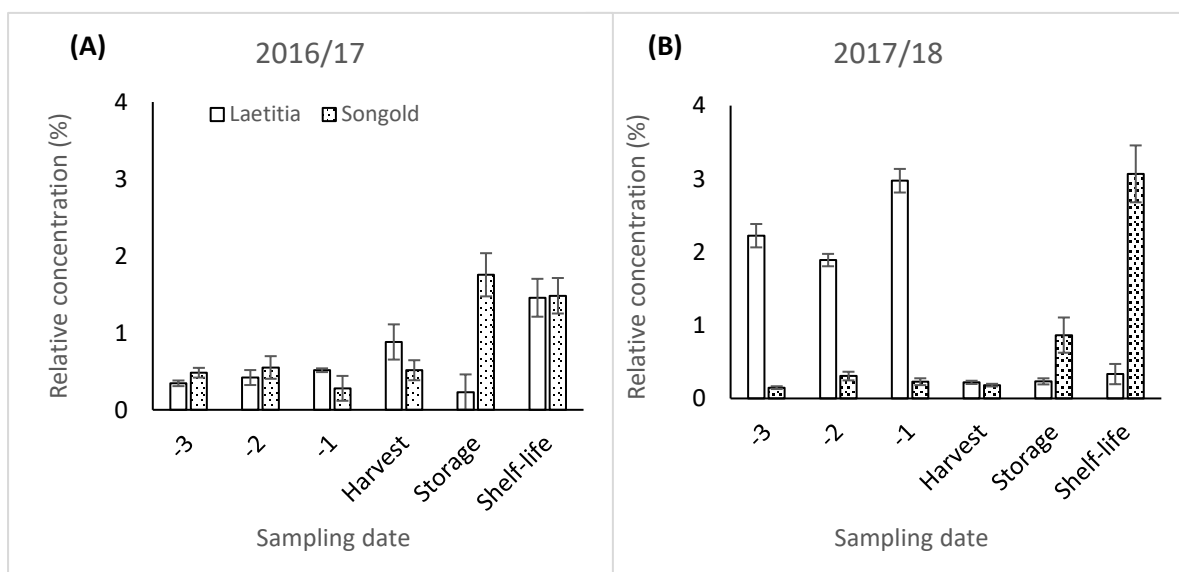 (A)
2016/17
Laetitia Songold
Relative concentration (%)
4
3
2
1
0
-3 -2 -1 Harvest Storage Shelf-life
Sampling date
(B)
2017/18
Relative concentration (%)
4
3
2
1
0
-3 -2 -1 Harvest Storage Shelf-life
Sampling date